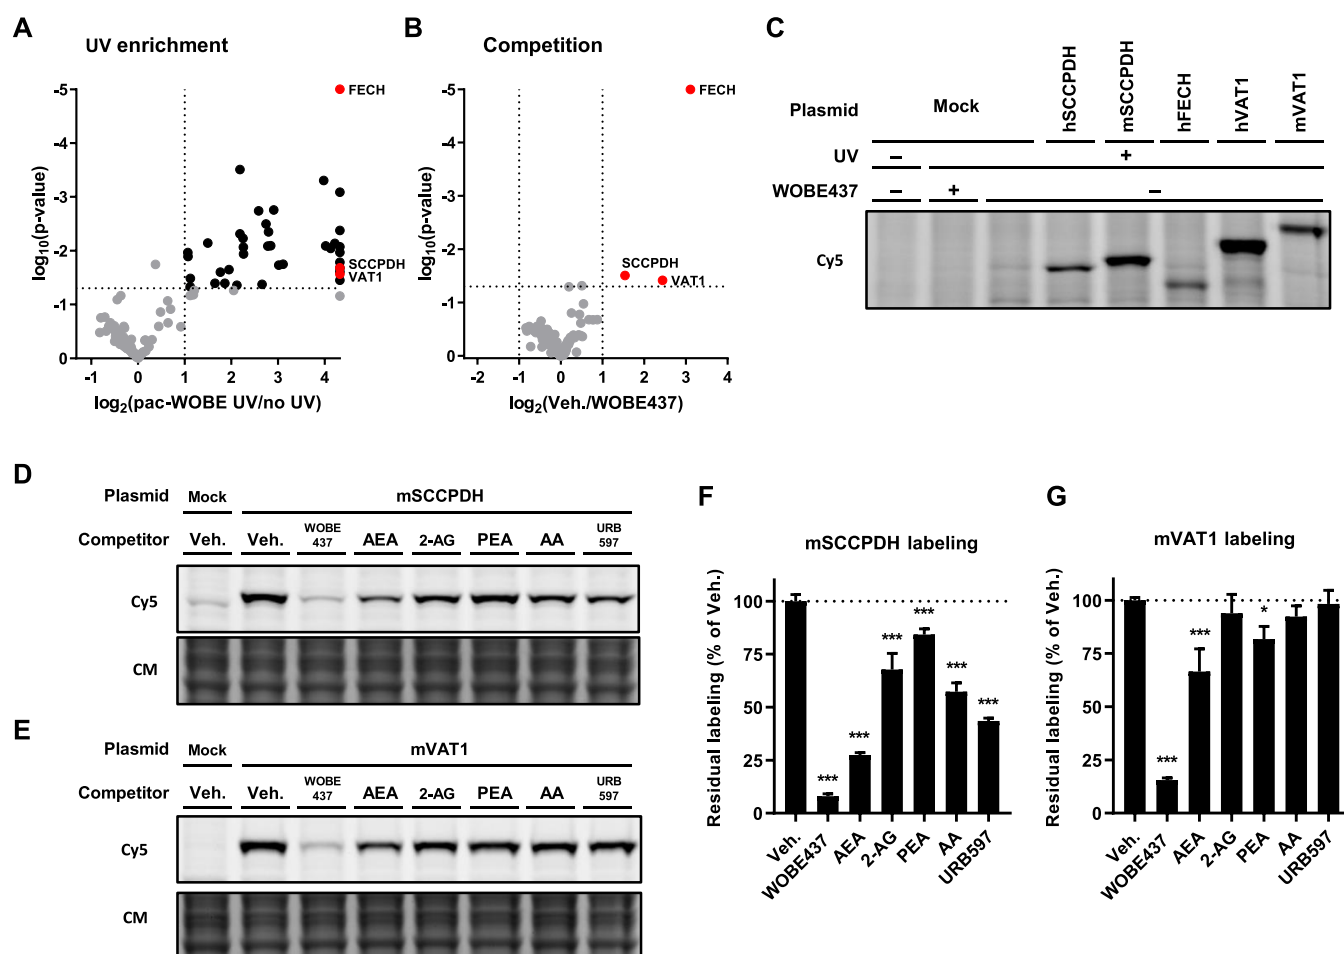 A
UV enrichment
-log10(p-value)
-5
-4
-3
-2
-1
0
FECH
SCCPDH
VAT1
-1 0 1 2 3 4
log2(pac-WOBE UV/no UV)
B
Competition
-log10(p-value)
-5
-4
-3
-2
-1
0
FECH
SCCPDH
VAT1
-2 -1 0 1 2 3 4
log2(Veh./WOBE437)
C
Plasmid Mock hSCCPDH mSCCPDH hFECH hVAT1 mVAT1
UV – +
WOBE437 – + –
Cy5
D
Plasmid Mock mSCCPDH
Competitor Veh. Veh. WOBE 437 AEA 2-AG PEA AA URB 597
Cy5
CM
E
Plasmid Mock mVAT1
Competitor Veh. Veh. WOBE 437 AEA 2-AG PEA AA URB 597
Cy5
CM
F
mSCCPDH labeling
Residual labeling (% of Veh.)
100
75
50
25
0
*** *** *** *** *** ***
Veh. WOBE437 AEA 2-AG PEA AA URB597
G
mVAT1 labeling
Residual labeling (% of Veh.)
100
75
50
25
0
*** *** *
Veh. WOBE437 AEA 2-AG PEA AA URB597